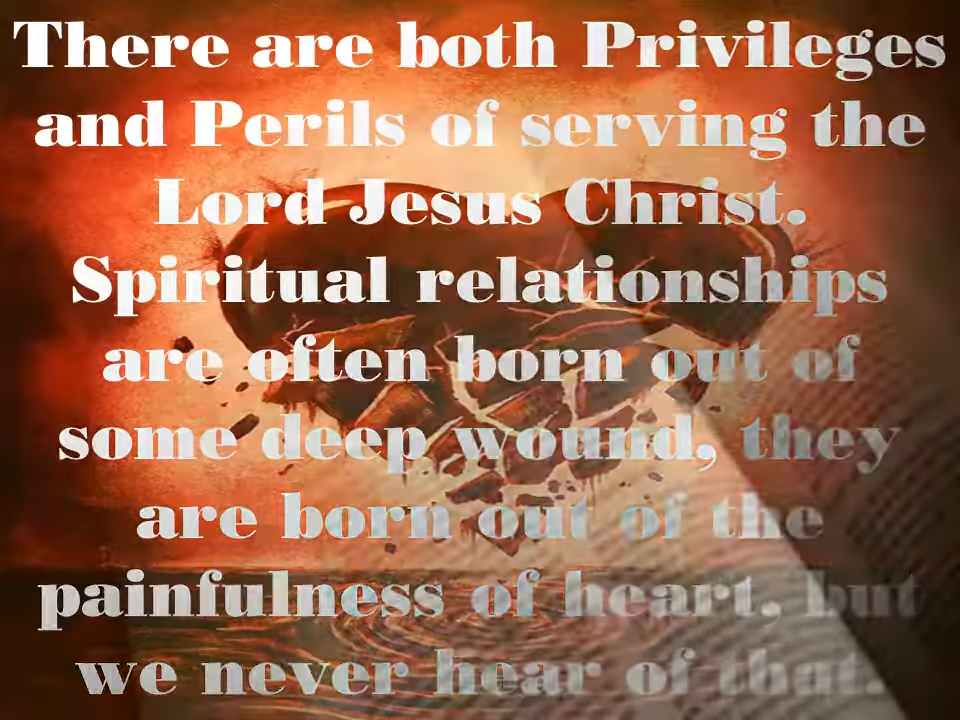 There are both Privileges
and Perils of serving the
Lord Jesus Christ.
Spiritual relationships
are often born out of
some deep wound, they
are born out of the
painfulness of heart, but
we never hear of that.